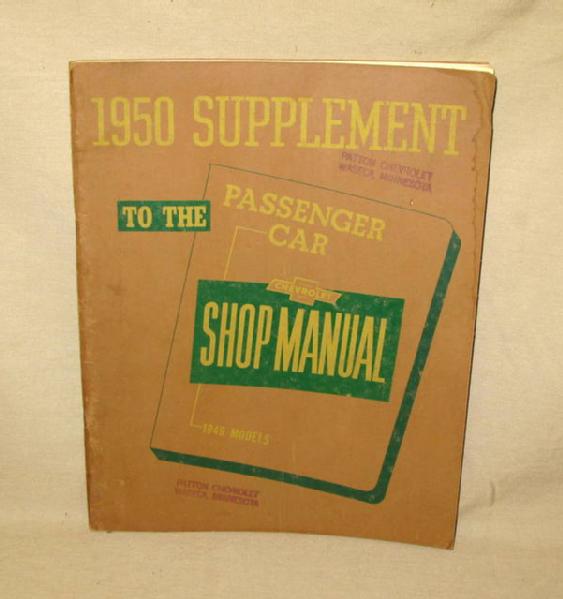 1950 SUPPLEMENT
PATTON CHEVROLET
WASECA, MINNESOTA
TO THE
PASSENGER
CAR
CHEVROLET
SHOP MANUAL
1949 MODELS
PATTON CHEVROLET
WASECA, MINNESOTA